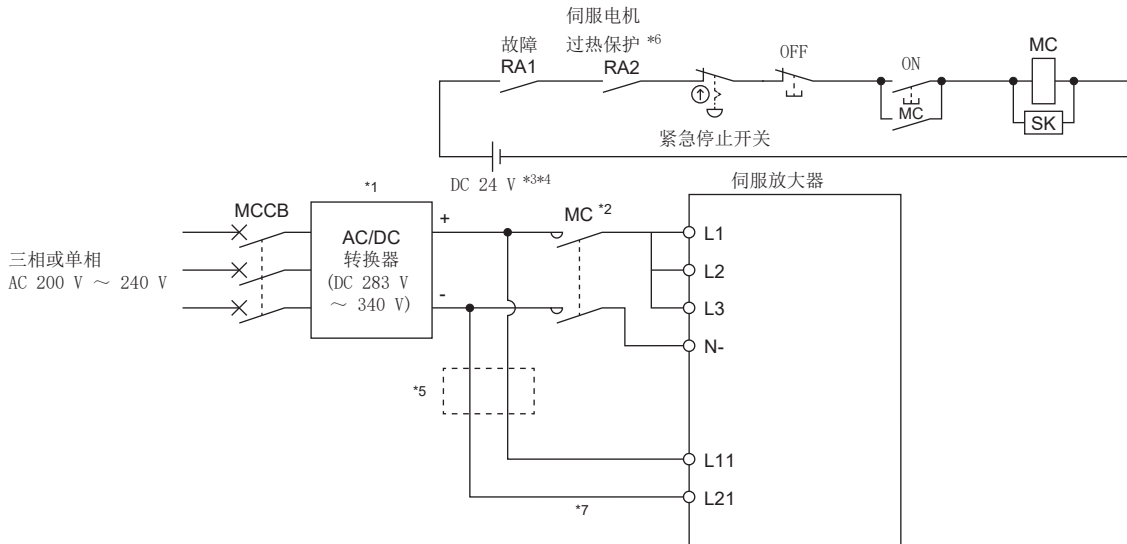 伺服电机
故障 过热保护 *6
RA1 RA2
OFF
ON
MC
MC
SK
紧急停止开关
DC 24 V *3*4
伺服放大器
*1
MCCB
+
MC *2
L1
三相或单相
AC 200 V ～ 240 V
AC/DC
转换器
(DC 283 V
～ 340 V)
L2
-
L3
N-
*5
L11
L21
*7